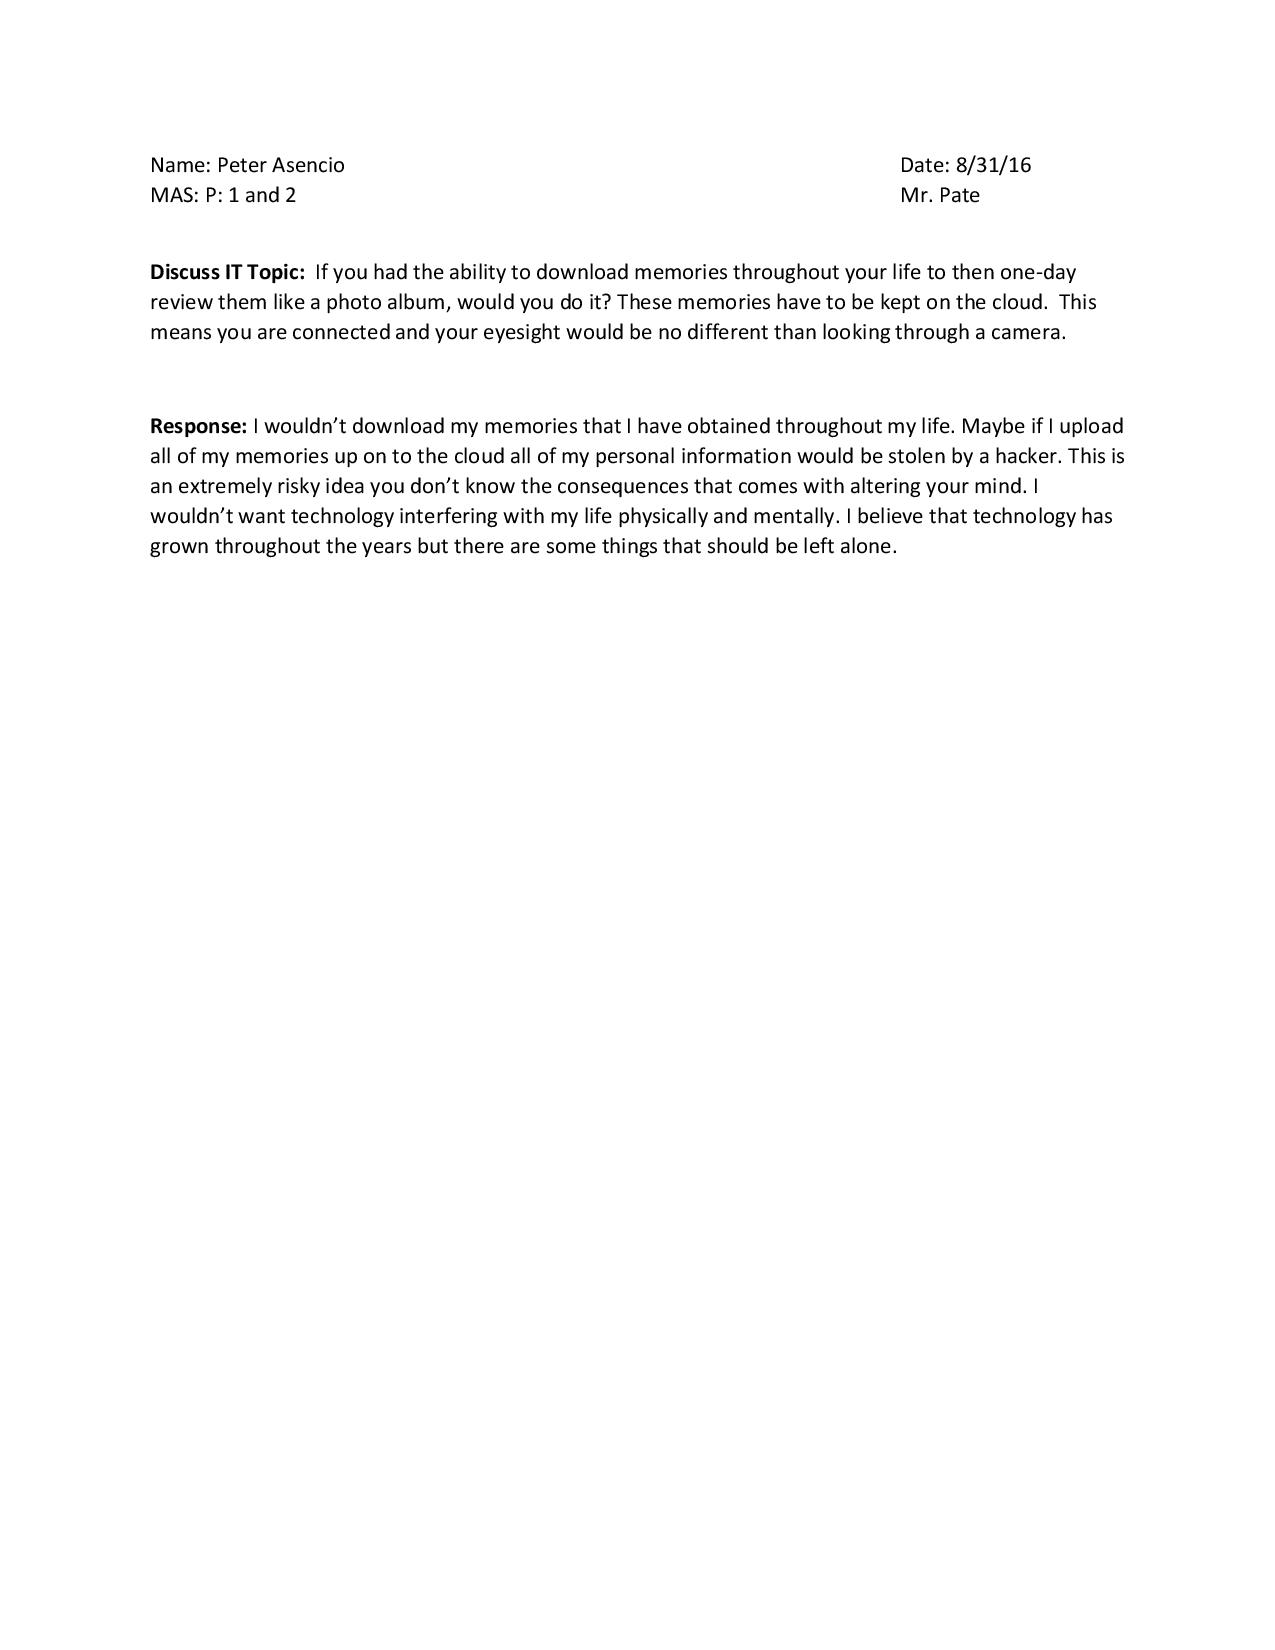 Name: Peter Asencio Date: 8/31/16
MAS: P: 1 and 2 Mr. Pate
Discuss IT Topic:  If you had the ability to download memories throughout your life to then one-day
review them like a photo album, would you do it? These memories have to be kept on the cloud.  This
means you are connected and your eyesight would be no different than looking through a camera.
Response: I wouldn’t download my memories that I have obtained throughout my life. Maybe if I upload
all of my memories up on to the cloud all of my personal information would be stolen by a hacker. This is
an extremely risky idea you don’t know the consequences that comes with altering your mind. I
wouldn’t want technology interfering with my life physically and mentally. I believe that technology has
grown throughout the years but there are some things that should be left alone.